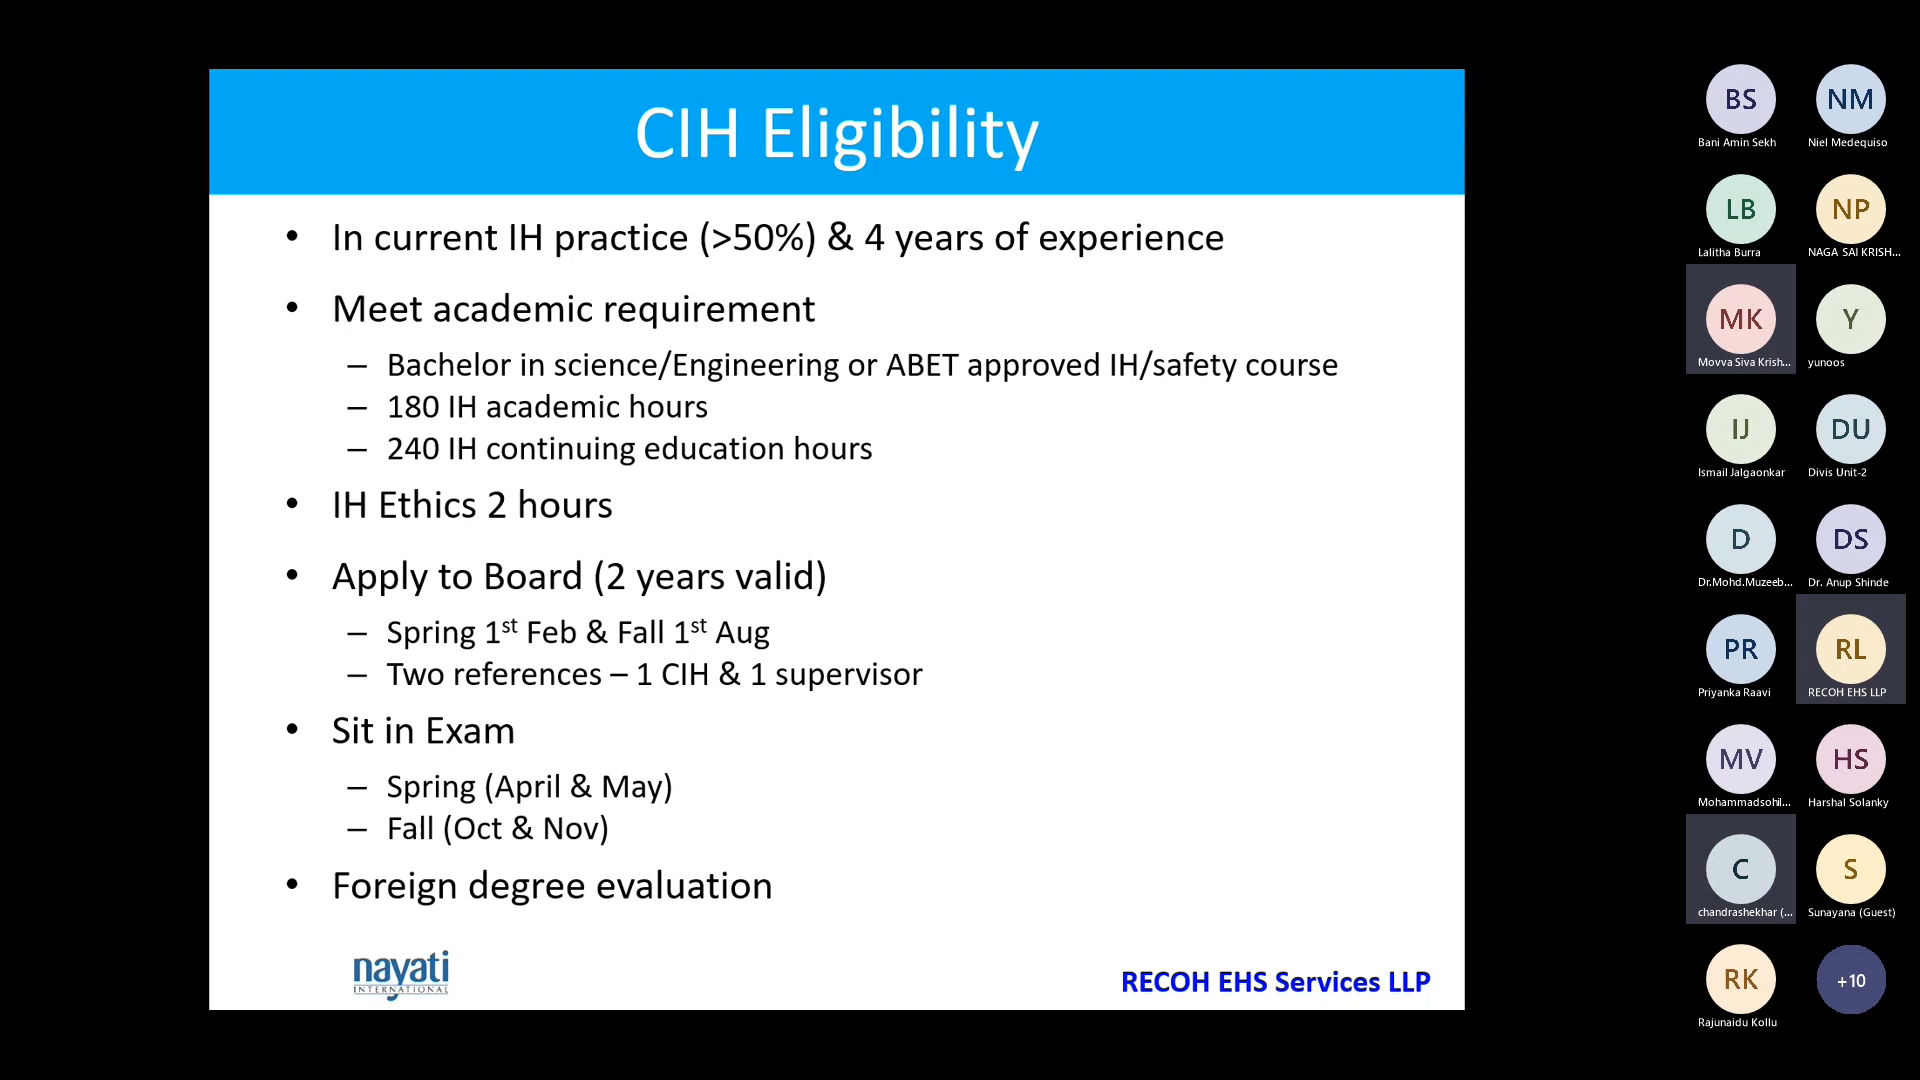 CIH Eligibility
• In current IH practice (>50%) & 4 years of experience
• Meet academic requirement
– Bachelor in science/Engineering or ABET approved IH/safety course
– 180 IH academic hours
– 240 IH continuing education hours
• IH Ethics 2 hours
• Apply to Board (2 years valid)
– Spring 1st Feb & Fall 1st Aug
– Two references – 1 CIH & 1 supervisor
• Sit in Exam
– Spring (April & May)
– Fall (Oct & Nov)
• Foreign degree evaluation
nayati
INTERNATIONAL
RECOH EHS Services LLP
BS
NM
Bani Amin Sekh
Niel Medequiso
LB
NP
Lalitha Burra
NAGA SAI KRISH...
MK
Y
Movva Siva Krish...
yunoos
IJ
DU
Ismail Jalgaonkar
Divis Unit-2
D
DS
Dr.Mohd.Muzeeb...
Dr. Anup Shinde
PR
RL
Priyanka Raavi
RECOH EHS LLP
MV
HS
Mohammadsohil...
Harshal Solanky
C
S
chandrashekhar (...
Sunayana (Guest)
RK
+10
Rajunaidu Kollu